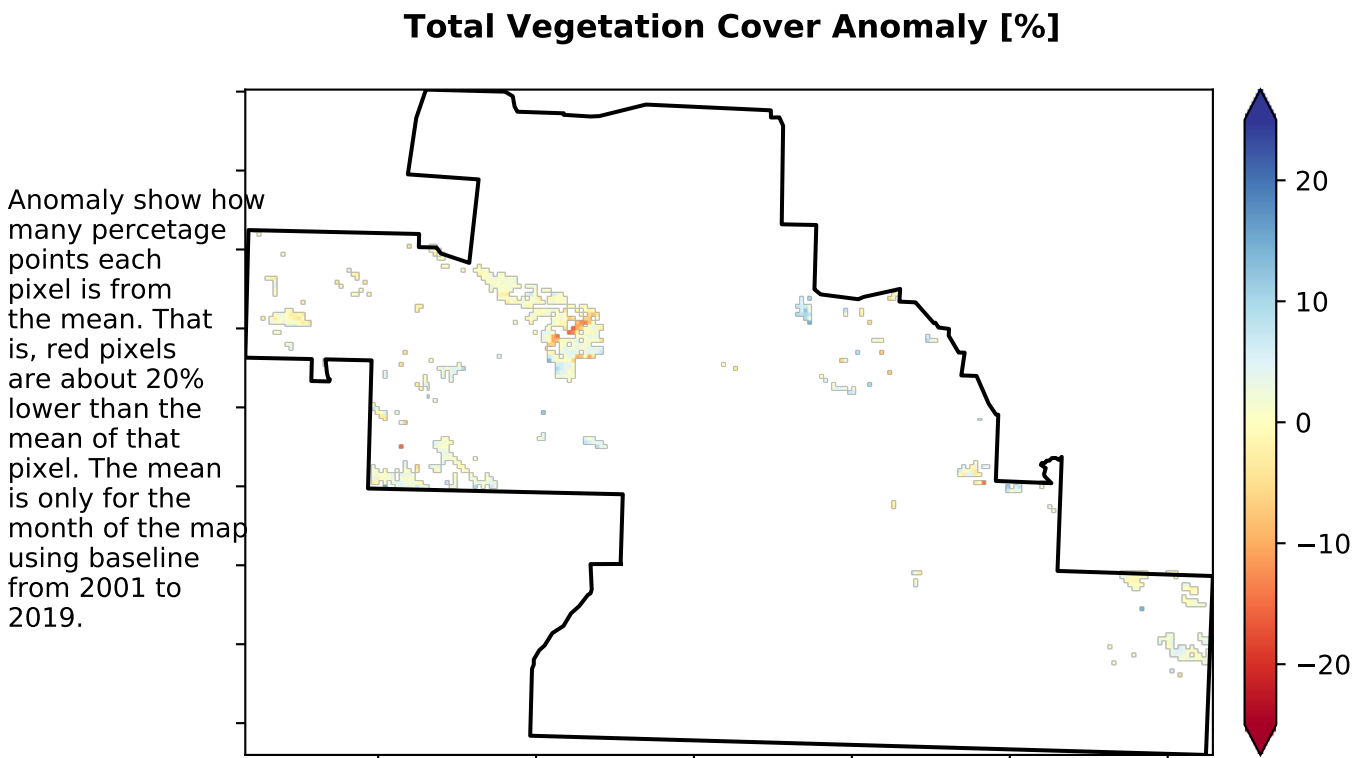 Total Vegetation Cover Anomaly [%]
Anomaly show how
many percetage
points each
pixel is from
the mean. That
is, red pixels
are about 20%
lower than the
mean of that
pixel. The mean
is only for the
month of the map
using baseline
from 2001 to
2019.
20
10
0
−10
−20